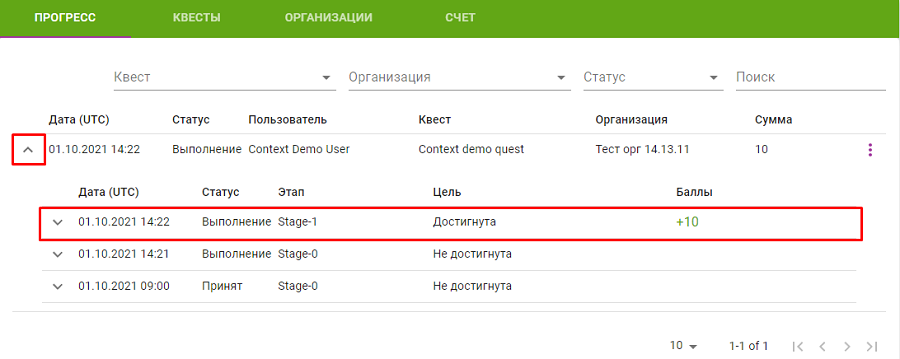 ПРОГРЕСС КВЕСТЫ ОРГАНИЗАЦИИ СЧЕТ
Квест Организация Статус Поиск
Дата (UTC) Статус Пользователь Квест Организация Сумма
01.10.2021 14:22 Выполнение Context Demo User Context demo quest Тест орг 14.13.11 10
Дата (UTC) Статус Этап Цель Баллы
01.10.2021 14:22 Выполнение Stage-1 Достигнута +10
01.10.2021 14:21 Выполнение Stage-0 Не достигнута
01.10.2021 09:00 Принят Stage-0 Не достигнута
10 1-1 of 1